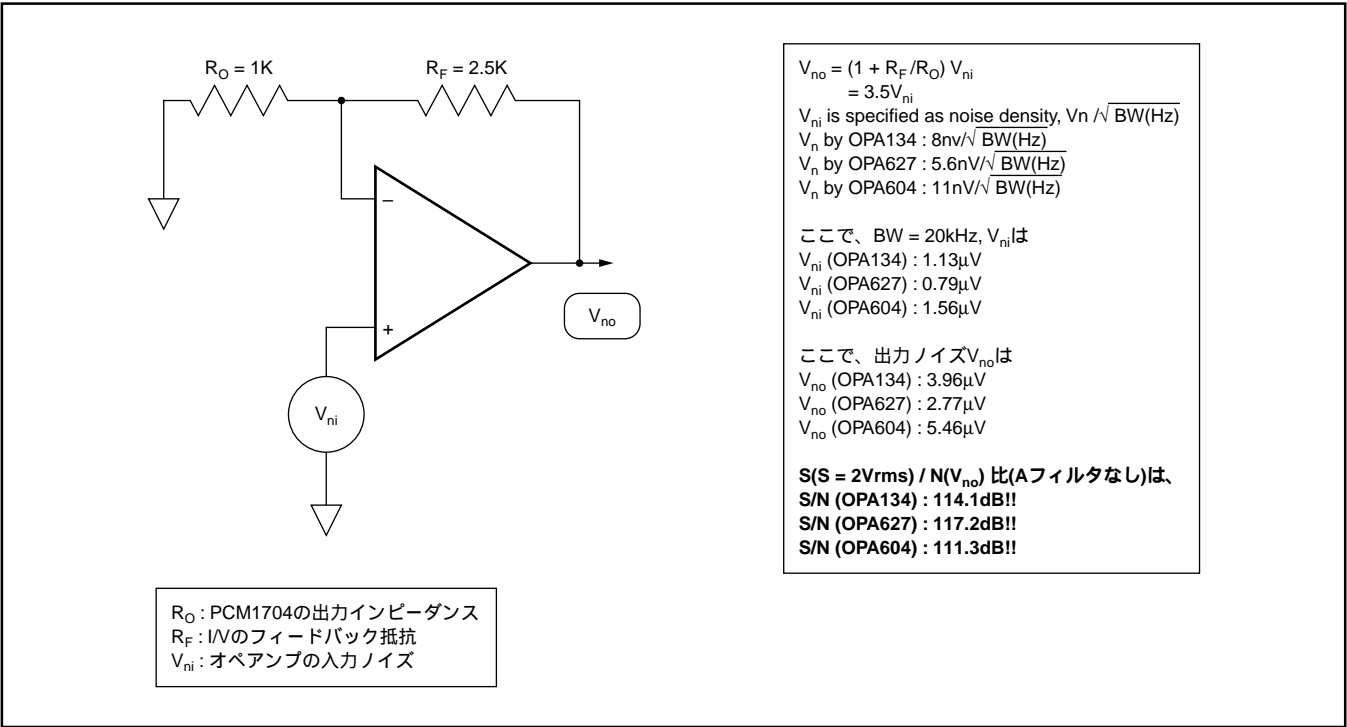 R_O = 1K
R_F = 2.5K
–
+
V_ni
V_no
R_O : PCM1704の出力インピーダンス
R_F : I/Vのフィードバック抵抗
V_ni : オペアンプの入力ノイズ
V_no = (1 + R_F/R_O) V_ni
= 3.5V_ni
V_ni is specified as noise density, Vn /√BW(Hz)
V_n by OPA134 : 8nv/√BW(Hz)
V_n by OPA627 : 5.6nV/√BW(Hz)
V_n by OPA604 : 11nV/√BW(Hz)
ここで、BW = 20kHz, V_niは
V_ni (OPA134) : 1.13μV
V_ni (OPA627) : 0.79μV
V_ni (OPA604) : 1.56μV
ここで、出力ノイズV_noは
V_no (OPA134) : 3.96μV
V_no (OPA627) : 2.77μV
V_no (OPA604) : 5.46μV
S(S = 2Vrms) / N(V_no) 比(Aフィルタなし)は、
S/N (OPA134) : 114.1dB!!
S/N (OPA627) : 117.2dB!!
S/N (OPA604) : 111.3dB!!